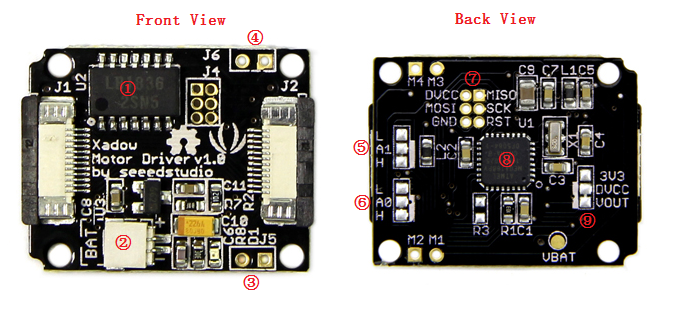 Front View
④
J6
J4
U2
①
J1
J2
Xadow
Motor Driver v1.0
by seeedstudio
C11
R7
R2
C8
U3
C10
BAT
②
+
C6
R8
D1
J5
③
Back View
M4 M3
⑦
C9 C7 L1 C5
DVCC MISO
MOSI SCK
GND RST
U1
L
⑤ A1
H
C2
⑧
X1
C4
C3
L
⑥ A0
H
3V3
DVCC
VOUT
⑨
R3 R1 C1
M2 M1
VBAT